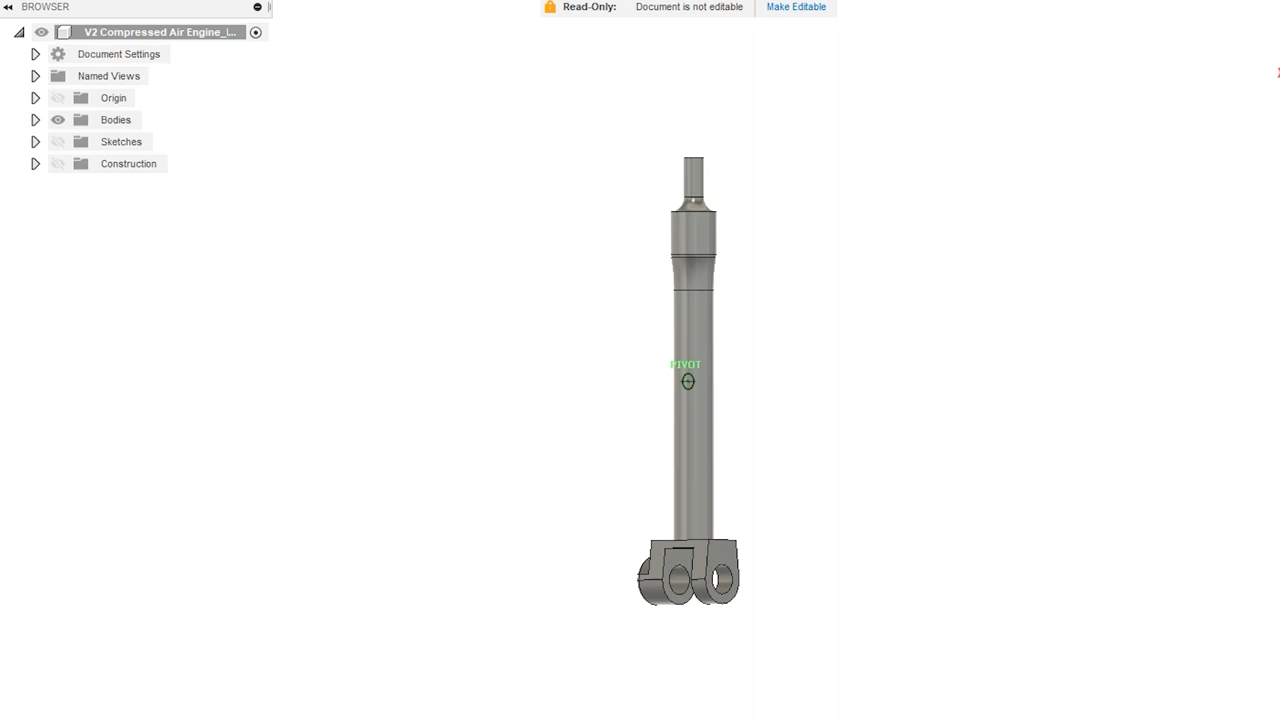 BROWSER
Read-Only: Document is not editable Make Editable
V2 Compressed Air Engine_I...
Document Settings
Named Views
Origin
Bodies
Sketches
Construction
PIVOT